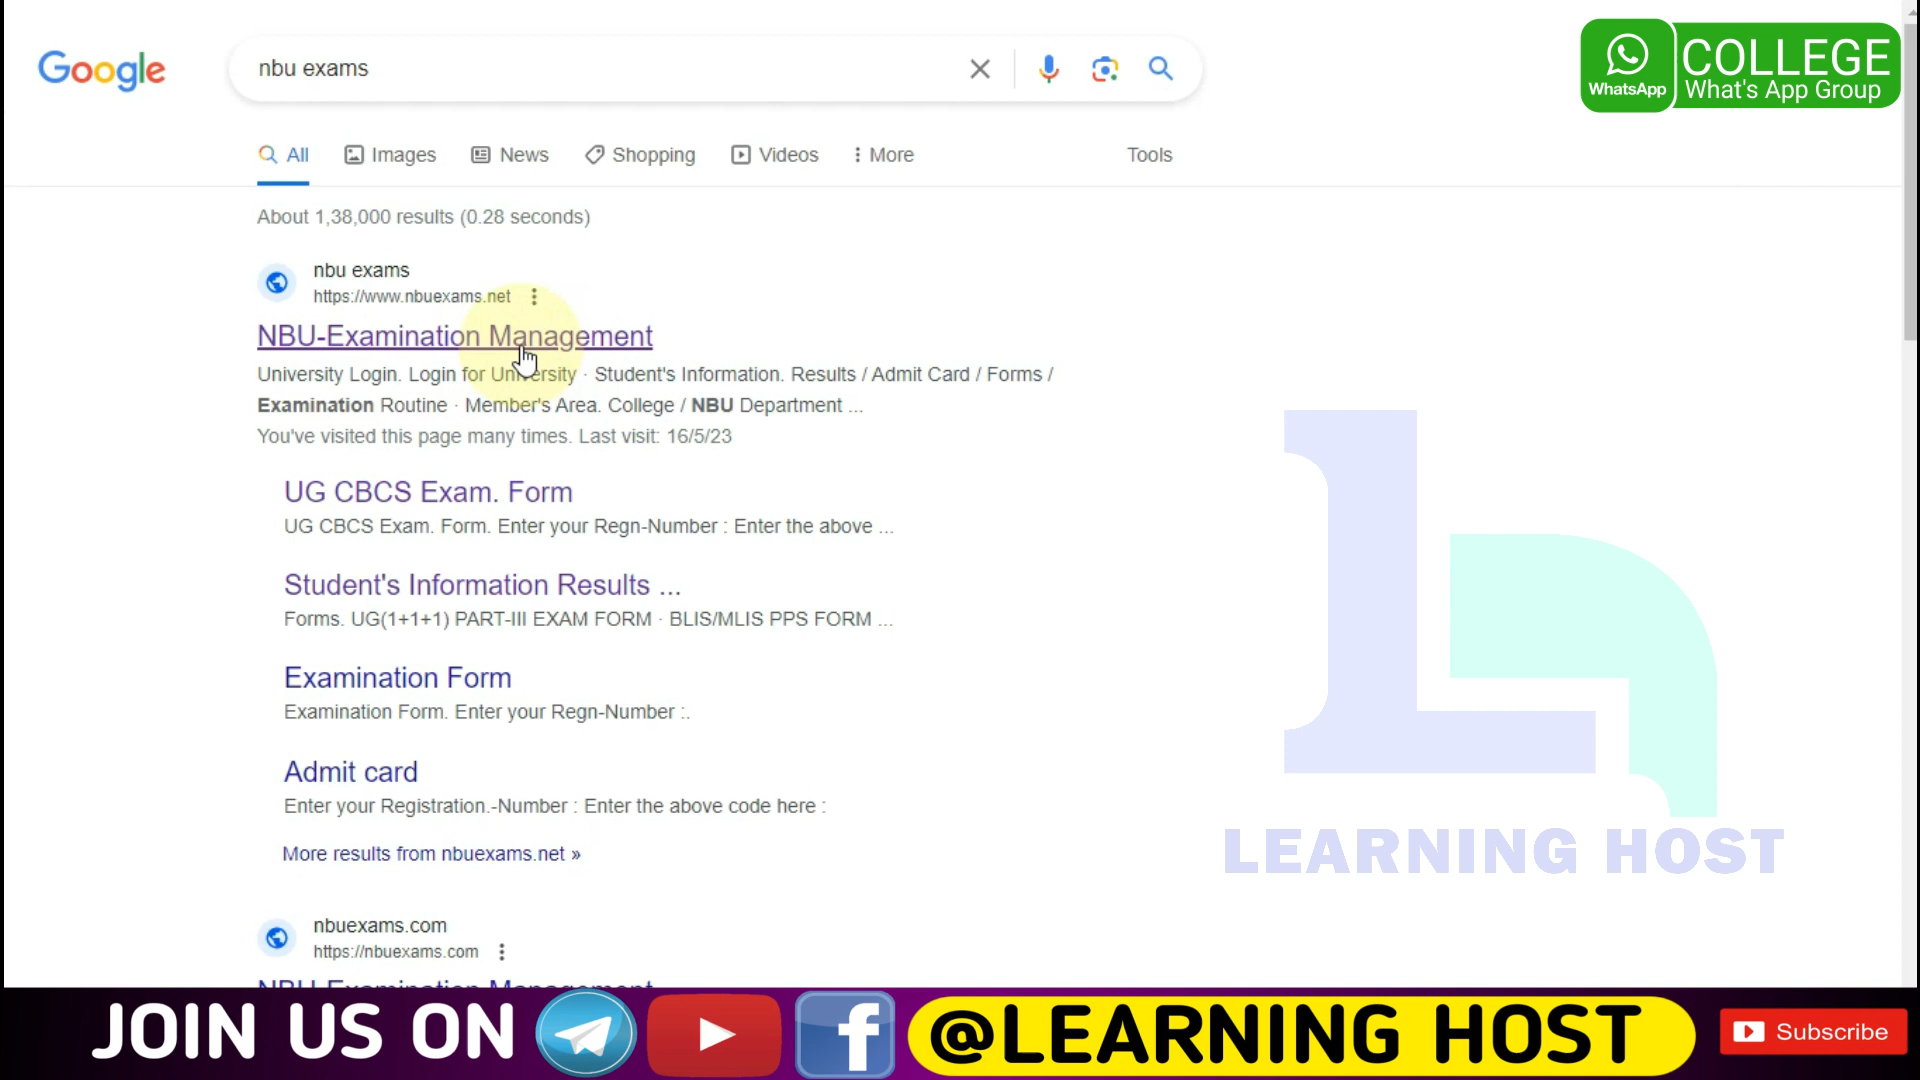 Google
nbu exams
WhatsApp
COLLEGE
What's App Group
All
Images
News
Shopping
Videos
More
Tools
About 1,38,000 results (0.28 seconds)
nbu exams
https://www.nbuexams.net
NBU-Examination Management
University Login. Login for University · Student's Information. Results / Admit Card / Forms /
Examination Routine · Member's Area. College / NBU Department ...
You've visited this page many times. Last visit: 16/5/23
UG CBCS Exam. Form
UG CBCS Exam. Form. Enter your Regn-Number : Enter the above ...
Student's Information Results ...
Forms. UG(1+1+1) PART-III EXAM FORM · BLIS/MLIS PPS FORM ...
Examination Form
Examination Form. Enter your Regn-Number :.
Admit card
Enter your Registration.-Number : Enter the above code here :
More results from nbuexams.net »
LEARNING HOST
nbuexams.com
https://nbuexams.com
NBU-Examination Management
JOIN US ON
@LEARNING HOST
Subscribe